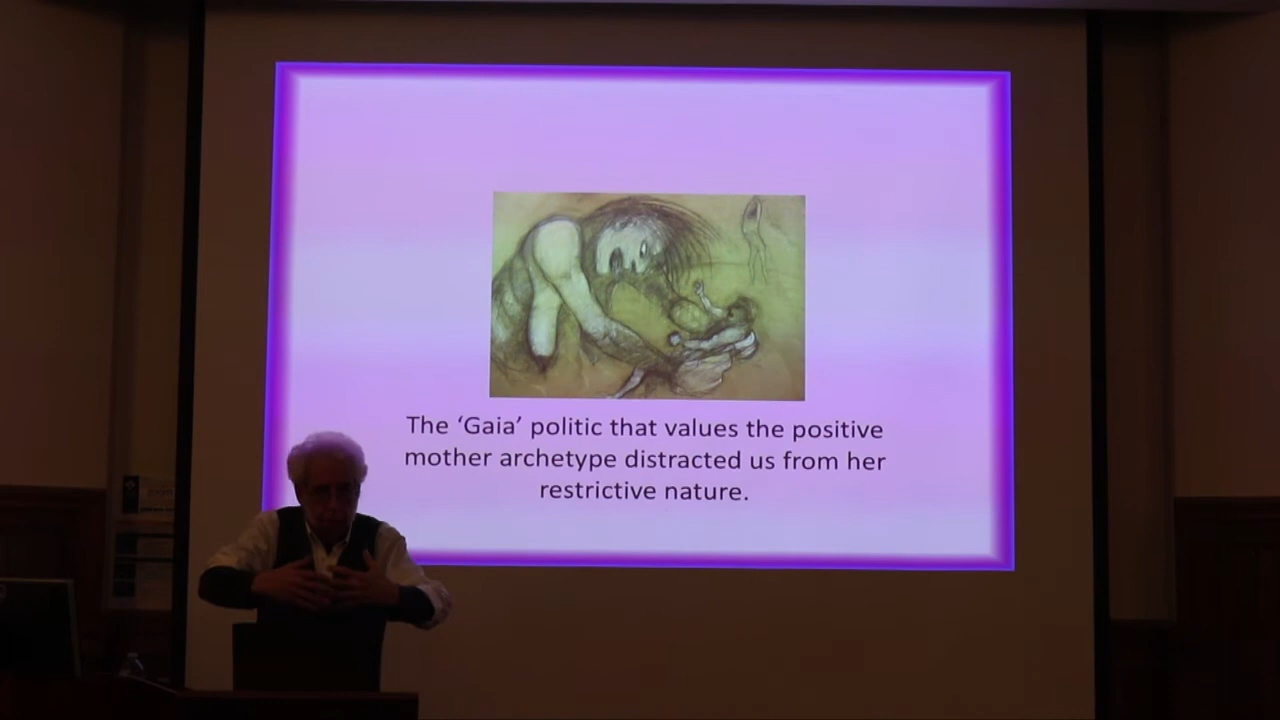 The ‘Gaia’ politic that values the positive
mother archetype distracted us from her
restrictive nature.